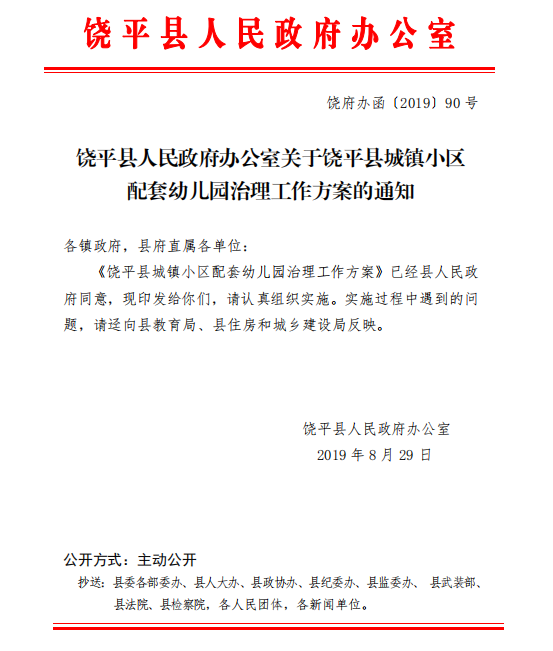 饶平县人民政府办公室
饶府办函〔2019〕90号
饶平县人民政府办公室关于饶平县城镇小区
配套幼儿园治理工作方案的通知
各镇政府，县府直属各单位：
《饶平县城镇小区配套幼儿园治理工作方案》已经县人民政
府同意，现印发给你们，请认真组织实施。实施过程中遇到的问
题，请迳向县教育局、县住房和城乡建设局反映。
饶平县人民政府办公室
2019年8月29日
公开方式：主动公开
抄送：县委各部委办、县人大办、县政协办、县纪委办、县监委办、 县武装部、
县法院、县检察院，各人民团体，各新闻单位。